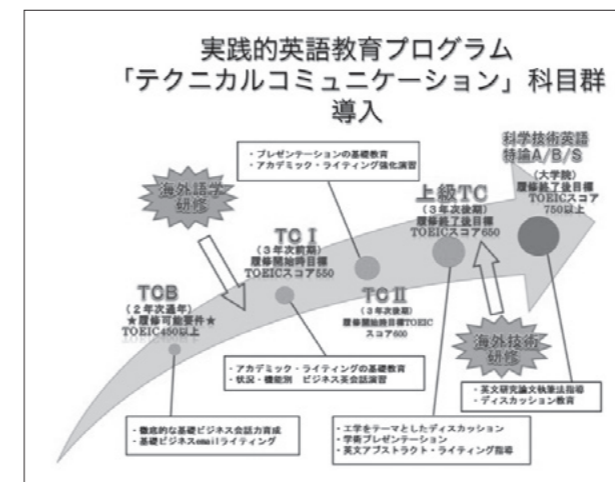 実践的英語教育プログラム
「テクニカルコミュニケーション」科目群
導入
・プレゼンテーションの基礎教育
・アカデミック・ライティング強化演習
海外語学
研修
科学技術英語
特論A/B/S
(大学院)
履修終了後目標
TOEICスコア
750以上
上級TC
(3年次後期)
履修終了後目標
TOEICスコア650
TCⅠ
(3年次前期)
履修開始時目標
TOEICスコア550
TCB
(2年次通年)
★履修可能要件★
TOEIC450以上
TCⅡ
(3年次後期)
履修開始時目標TOEIC
スコア600
海外技術
研修
・アカデミック・ライティングの基礎教育
・状況・機能別 ビジネス英会話演習
・英文研究論文執筆法指導
・ディスカッション教育
・徹底的な基礎ビジネス会話力育成
・基礎ビジネスemailライティング
・工学をテーマとしたディスカッション
・学術プレゼンテーション
・英文アブストラクト・ライティング指導